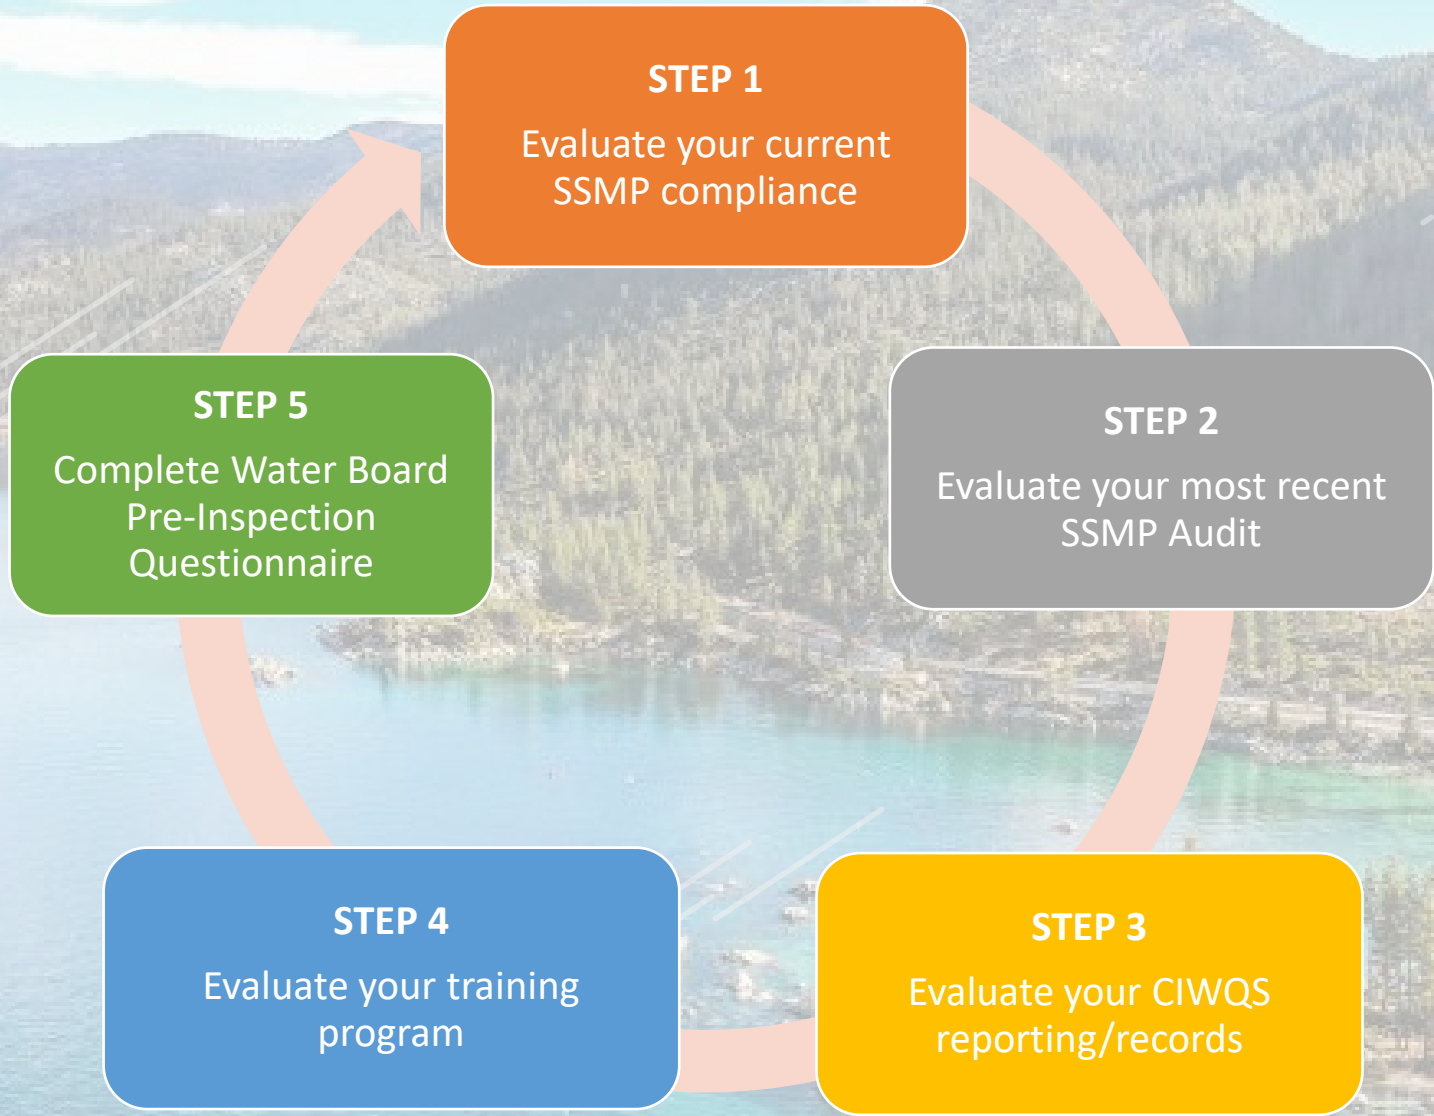 STEP 1
Evaluate your current
SSMP compliance
STEP 2
Evaluate your most recent
SSMP Audit
STEP 3
Evaluate your CIWQS
reporting/records
STEP 4
Evaluate your training
program
STEP 5
Complete Water Board
Pre-Inspection
Questionnaire